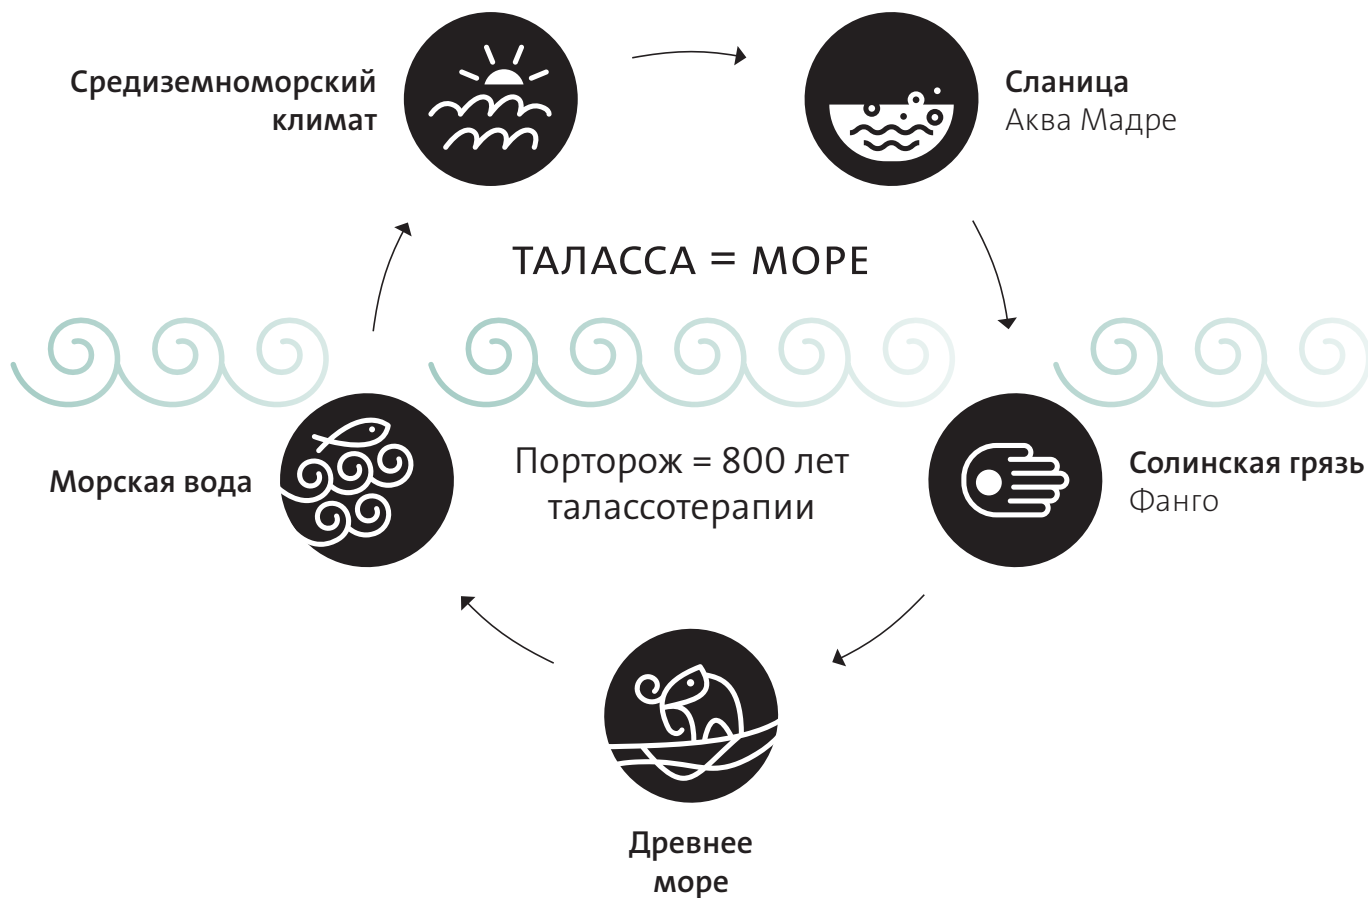 Средиземноморский
климат
Сланица
Аква Мадре
ТАЛАССА = МОРЕ
Морская вода
Порторож = 800 лет
талассотерапии
Солинская грязь
Фанго
Древнее
море